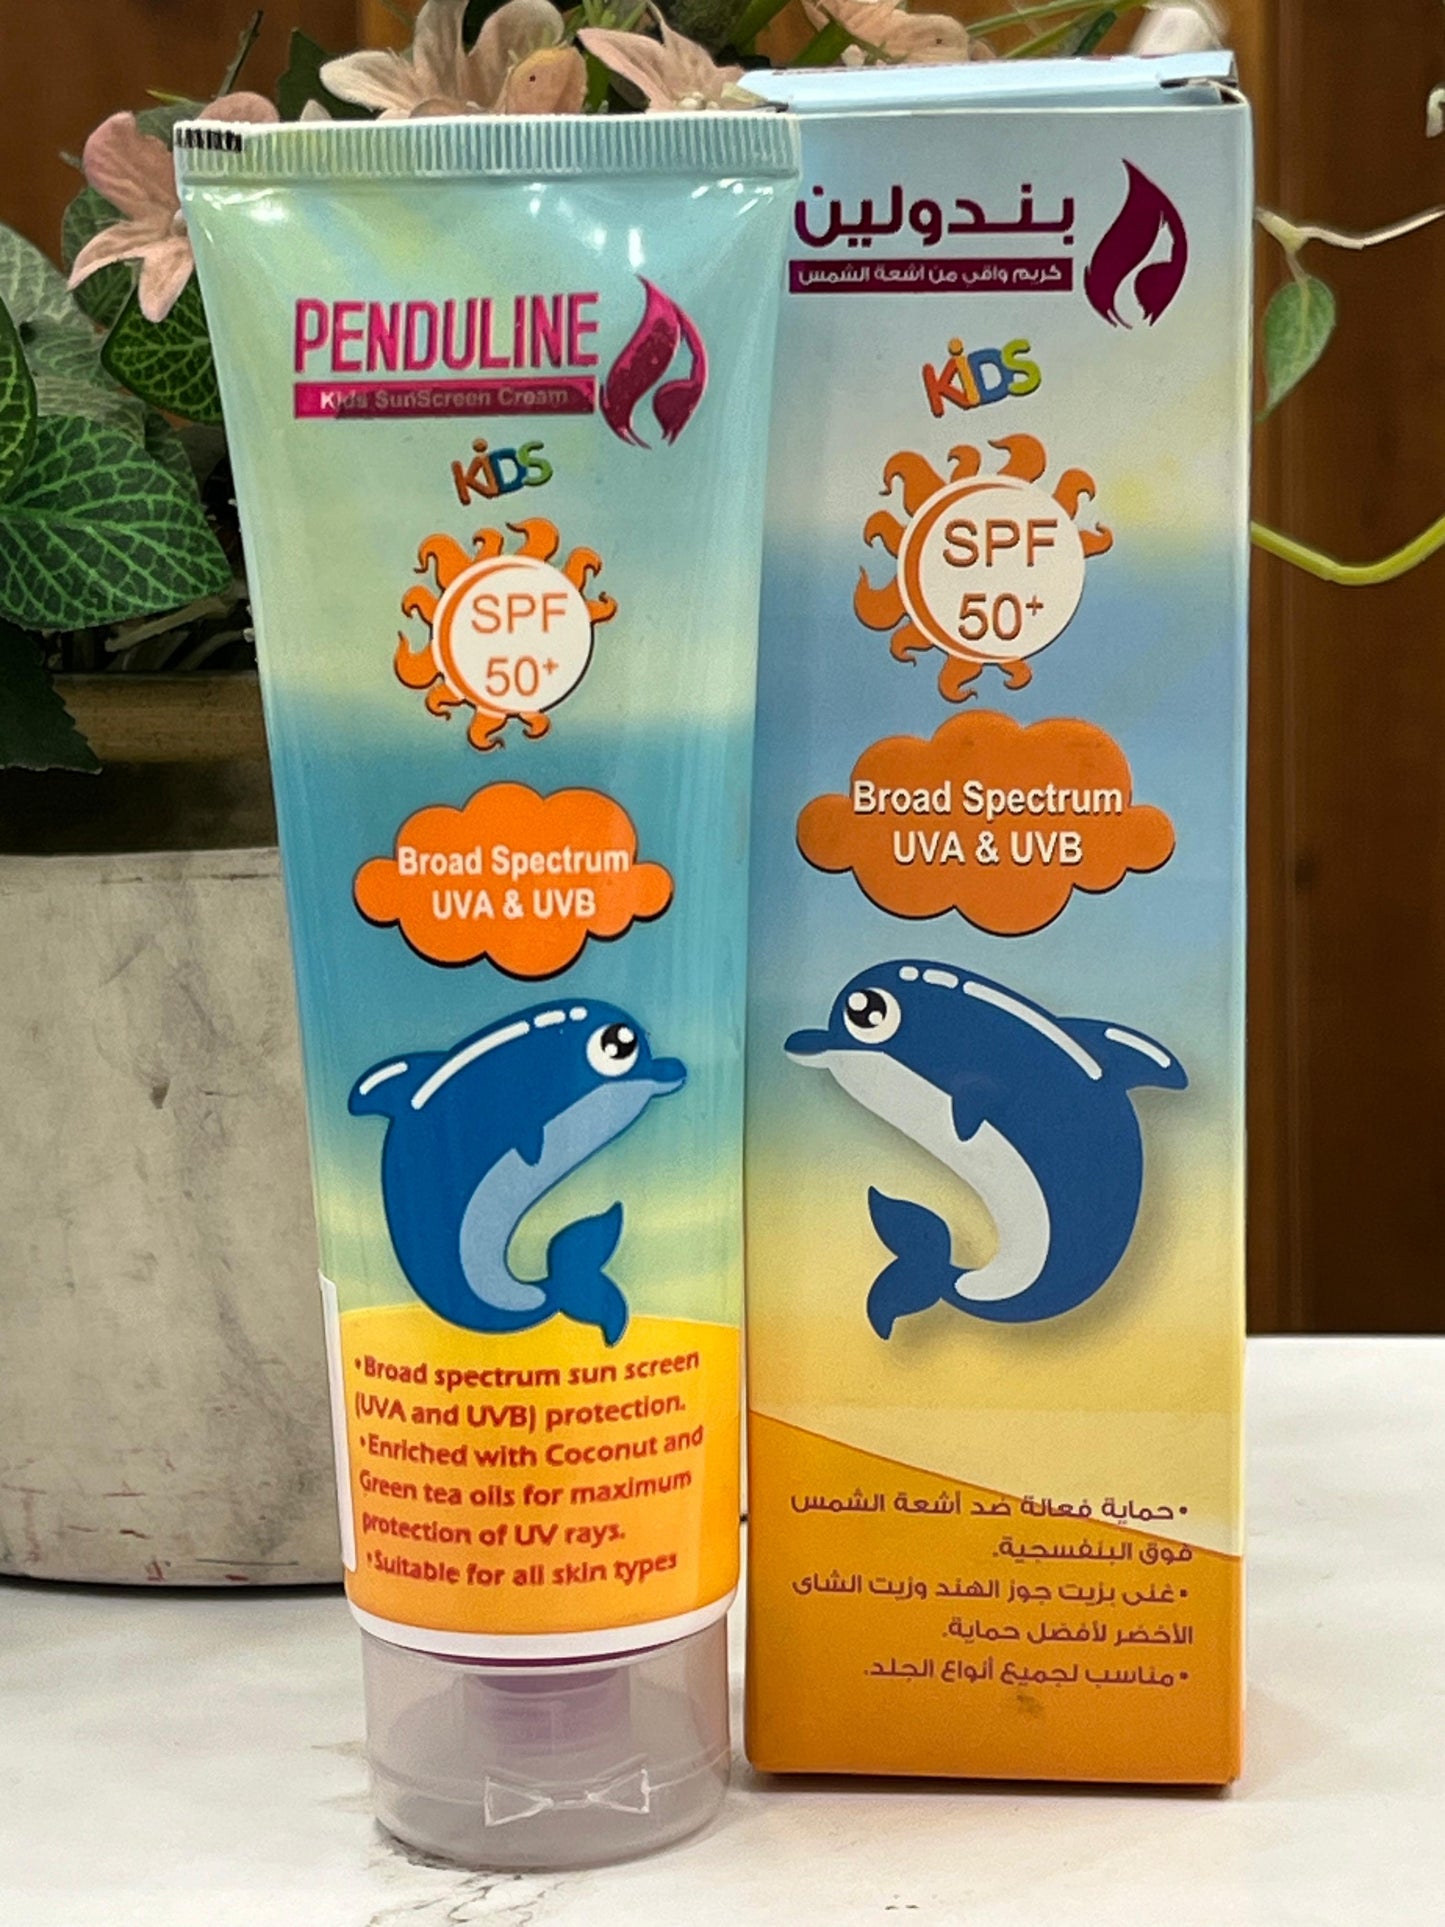 PENDULINE
Kids SunScreen Cream
KiDS
SPF
50+
Broad Spectrum
UVA & UVB
•Broad spectrum sun screen
(UVA and UVB) protection.
•Enriched with Coconut and
Green tea oils for maximum
protection of UV rays.
•Suitable for all skin types
بندولين
كريم واقي من اشعة الشمس
KiDS
SPF
50+
Broad Spectrum
UVA & UVB
•حماية فعالة ضد أشعة الشمس
فوق البنفسجية.
•غنى بزيت جوز الهند وزيت الشاى
الأخضر لأفضل حماية.
•مناسب لجميع أنواع الجلد.